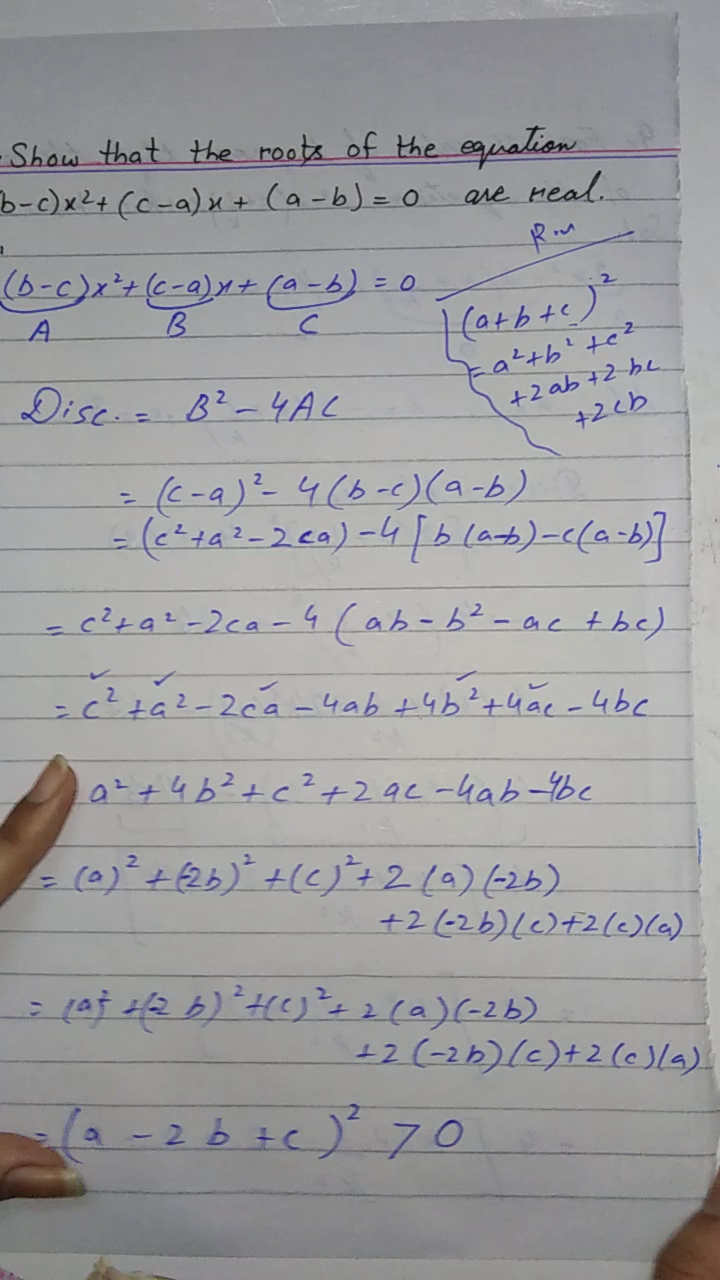 Show that the roots of the equation
b-c)x²+(c-a)x+(a-b)=0 are real.
(b-c)x²+(c-a)x+(a-b)=0
A B C
(a+b+c)²
=a²+b²+c²
+2ab+2bc
+2cb
Disc. = B²-4AC
=(c-a)²-4(b-c)(a-b)
=(c²+a²-2ca)-4[b(a-b)-c(a-b)]
=c²+a²-2ca-4(ab-b²-ac+bc)
=c²+a²-2ca-4ab+4b²+4ac-4bc
a²+4b²+c²+2ac-4ab-4bc
=(a)²+(-2b)²+(c)²+2(a)(-2b)
+2(-2b)(c)+2(c)(a)
=(a)²+(-2b)²+(c)²+2(a)(-2b)
+2(-2b)(c)+2(c)(a)
=(a-2b+c)²>0